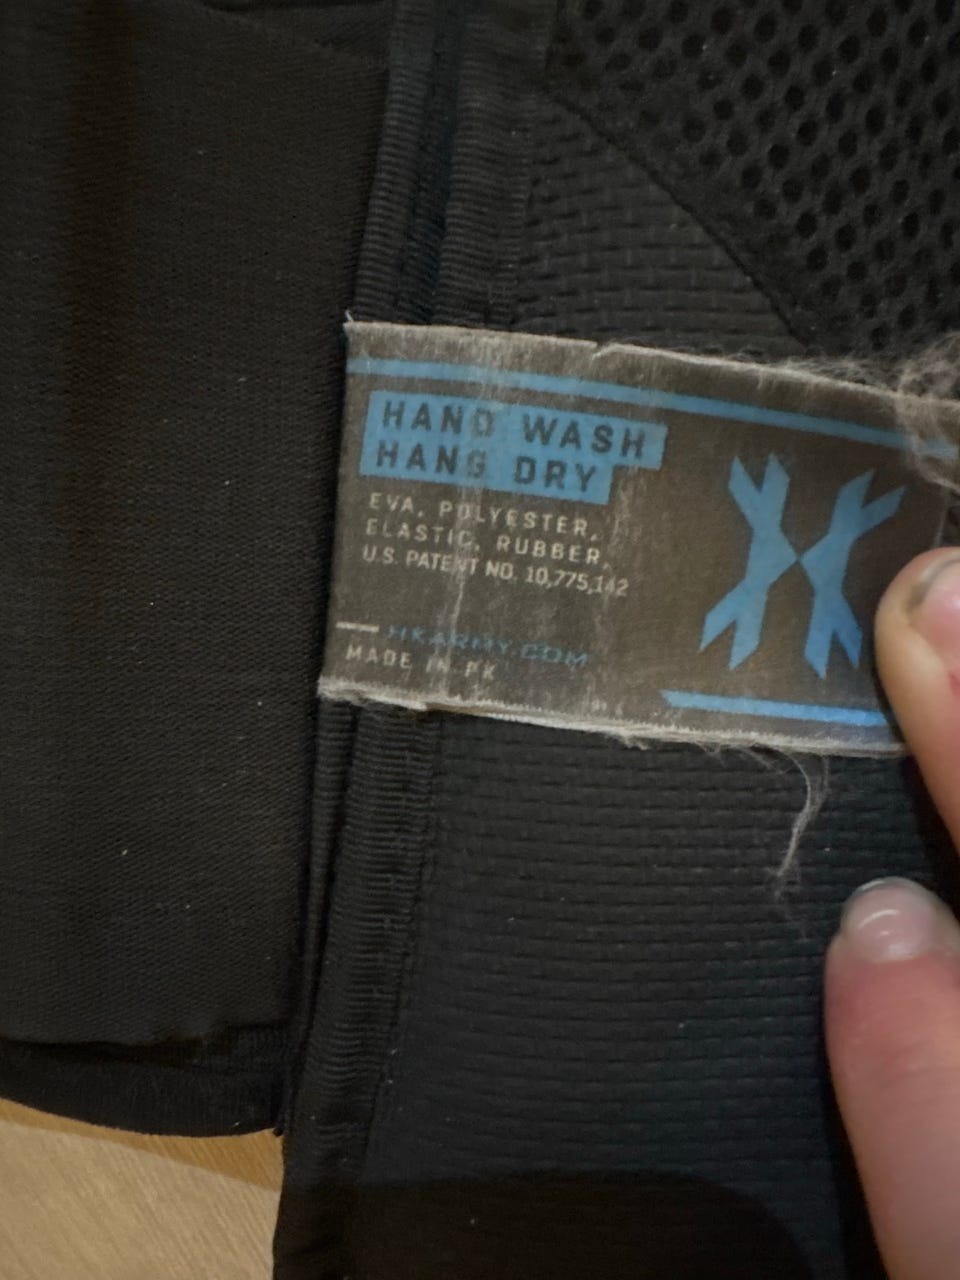 HAND WASH
HANG DRY
EVA, POLYESTER,
ELASTIC, RUBBER,
U.S. PATENT NO. 10,775,142
HKARMY.COM
MADE IN PK